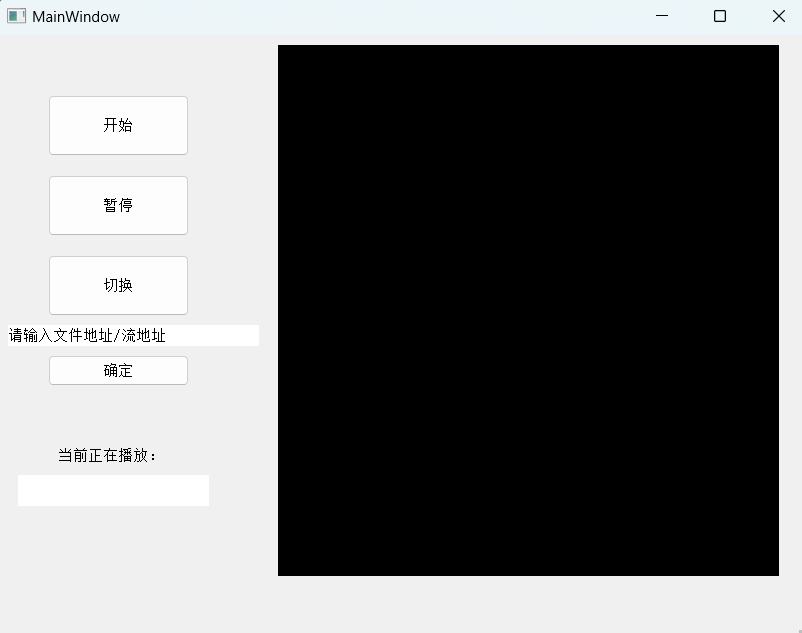 MainWindow
开始
暂停
切换
请输入文件地址/流地址
确定
当前正在播放：